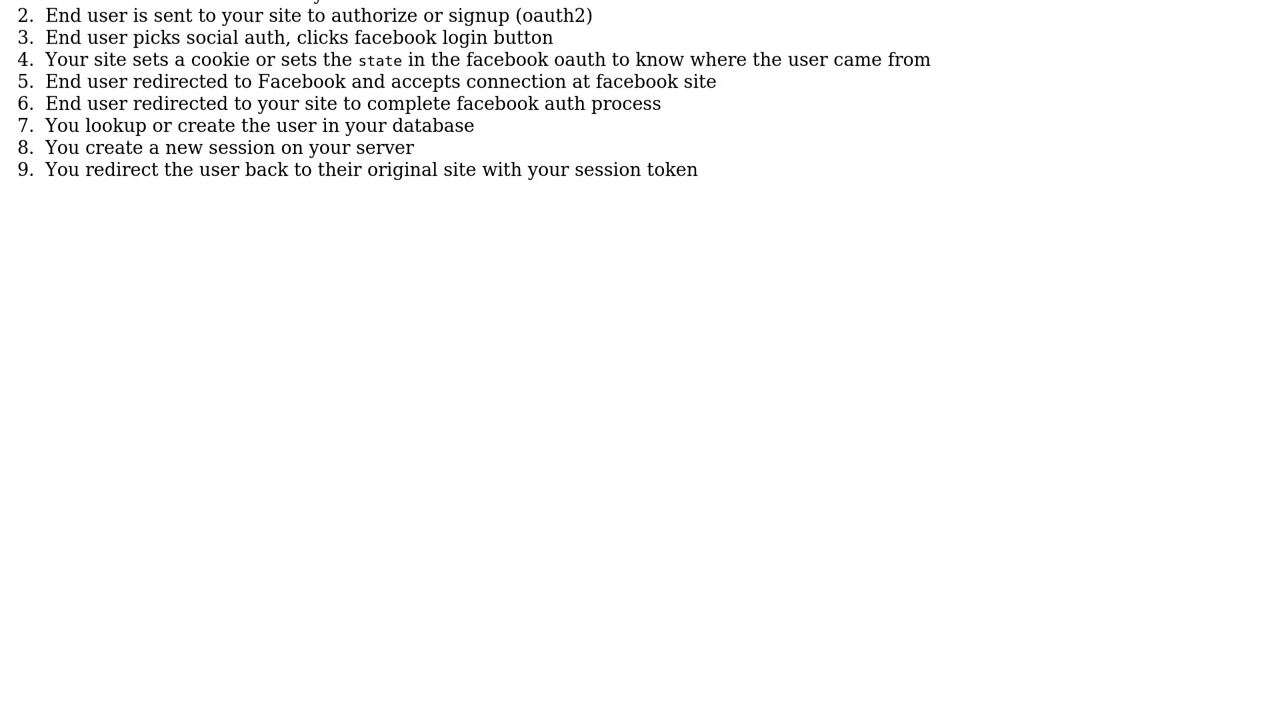 2. End user is sent to your site to authorize or signup (oauth2)
3. End user picks social auth, clicks facebook login button
4. Your site sets a cookie or sets the state in the facebook oauth to know where the user came from
5. End user redirected to Facebook and accepts connection at facebook site
6. End user redirected to your site to complete facebook auth process
7. You lookup or create the user in your database
8. You create a new session on your server
9. You redirect the user back to their original site with your session token